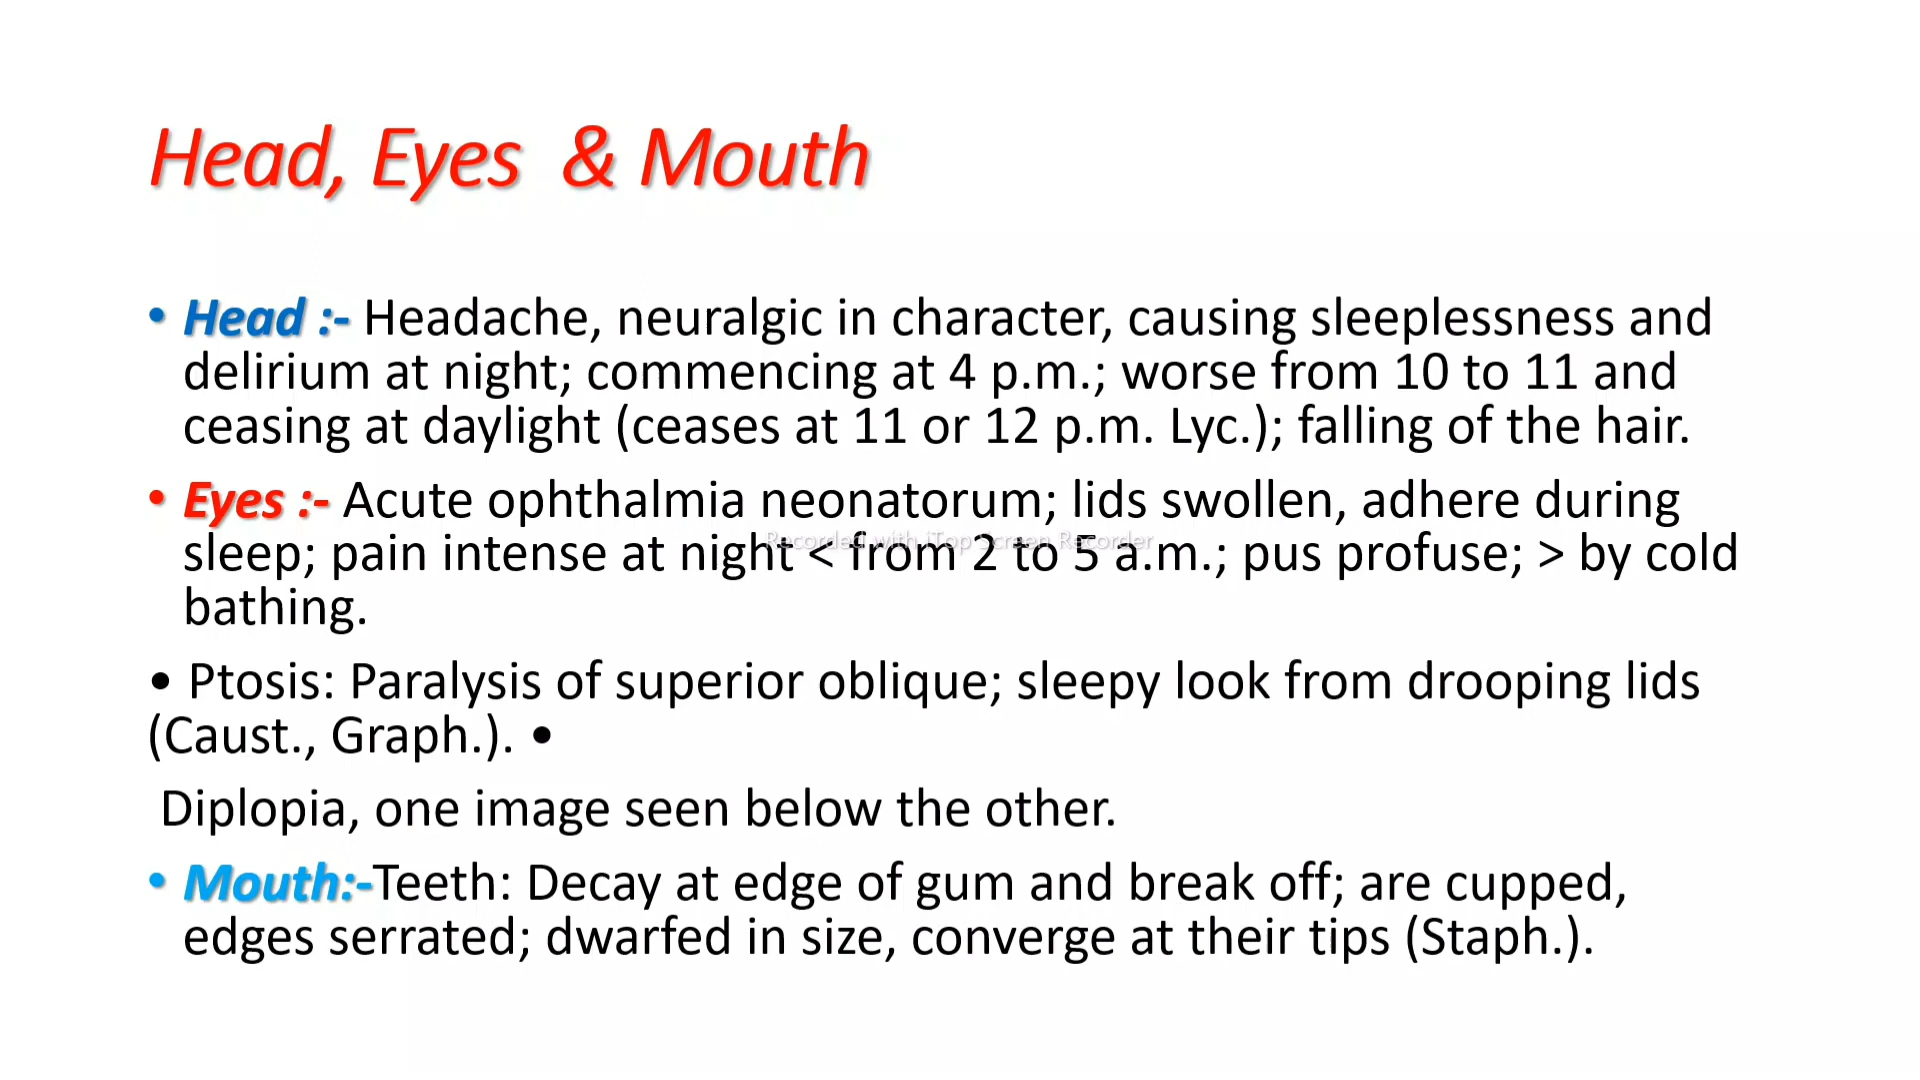 Head, Eyes  & Mouth
• Head :- Headache, neuralgic in character, causing sleeplessness and
delirium at night; commencing at 4 p.m.; worse from 10 to 11 and
ceasing at daylight (ceases at 11 or 12 p.m. Lyc.); falling of the hair.
• Eyes :- Acute ophthalmia neonatorum; lids swollen, adhere during
Recorded with iTop Screen Recorder
sleep; pain intense at night < from 2 to 5 a.m.; pus profuse; > by cold
bathing.
• Ptosis: Paralysis of superior oblique; sleepy look from drooping lids
(Caust., Graph.). •
Diplopia, one image seen below the other.
• Mouth:-Teeth: Decay at edge of gum and break off; are cupped,
edges serrated; dwarfed in size, converge at their tips (Staph.).